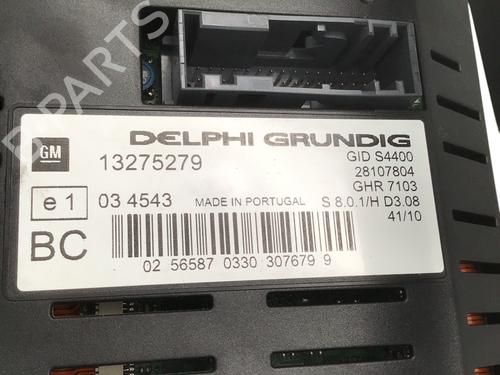 B PARTS
DELPHI GRUNDIG
GM
13275279
GID S4400
28107804
GHR 7103
e 1
03 4543
MADE IN PORTUGAL
S 8.0.1/H D3.08
41/10
BC
02 56587 0330 307679 9